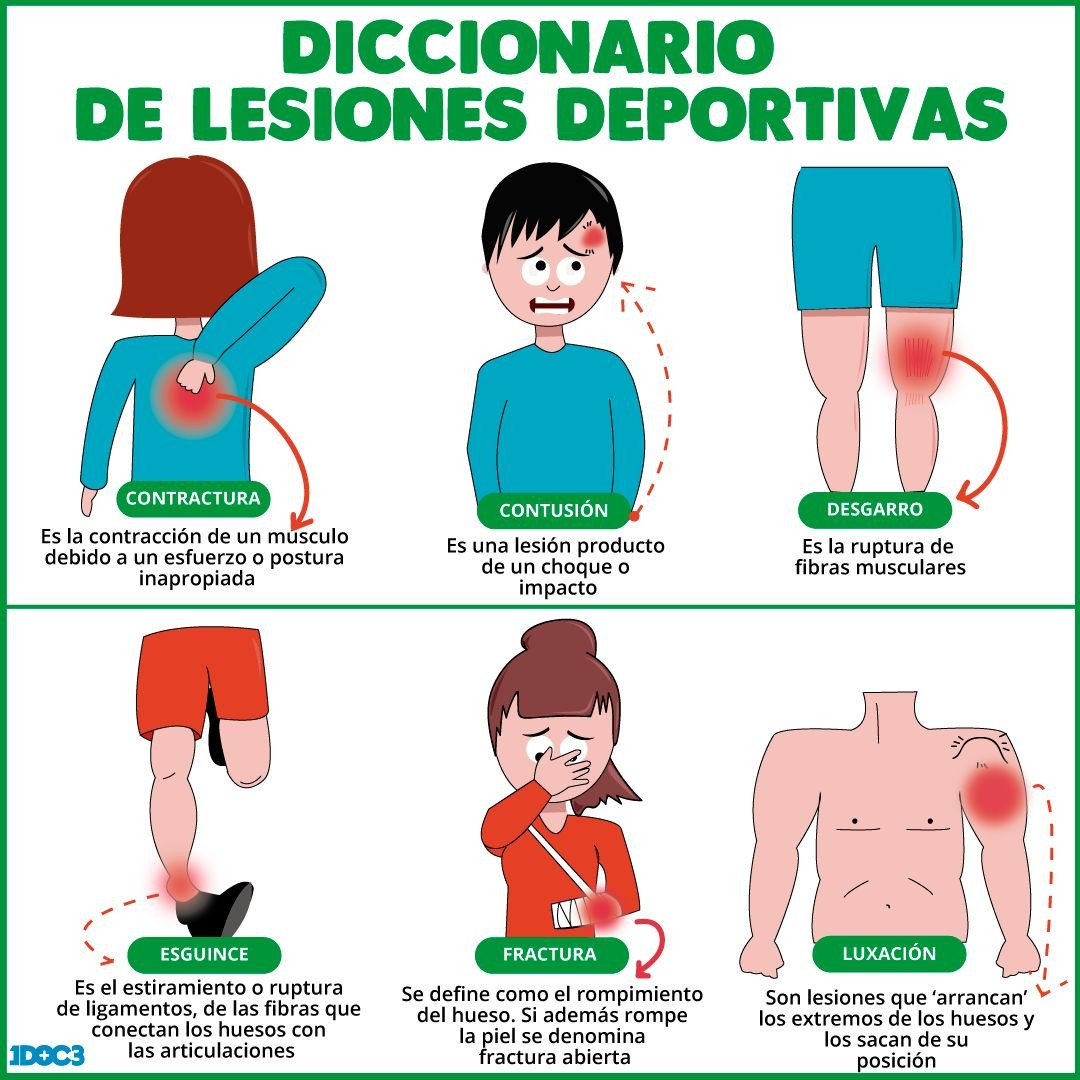 DICCIONARIO
DE LESIONES DEPORTIVAS
CONTRACTURA
Es la contracción de un músculo
debido a un esfuerzo o postura
inapropiada
CONTUSIÓN
Es una lesión producto
de un choque o
impacto
DESGARRO
Es la ruptura de
fibras musculares
ESGUINCE
Es el estiramiento o ruptura
de ligamentos, de las fibras que
conectan los huesos con
las articulaciones
FRACTURA
Se define como el rompimiento
del hueso. Si además rompe
la piel se denomina
fractura abierta
LUXACIÓN
Son lesiones que ‘arrancan’
los extremos de los huesos y
los sacan de su
posición
1DOC3